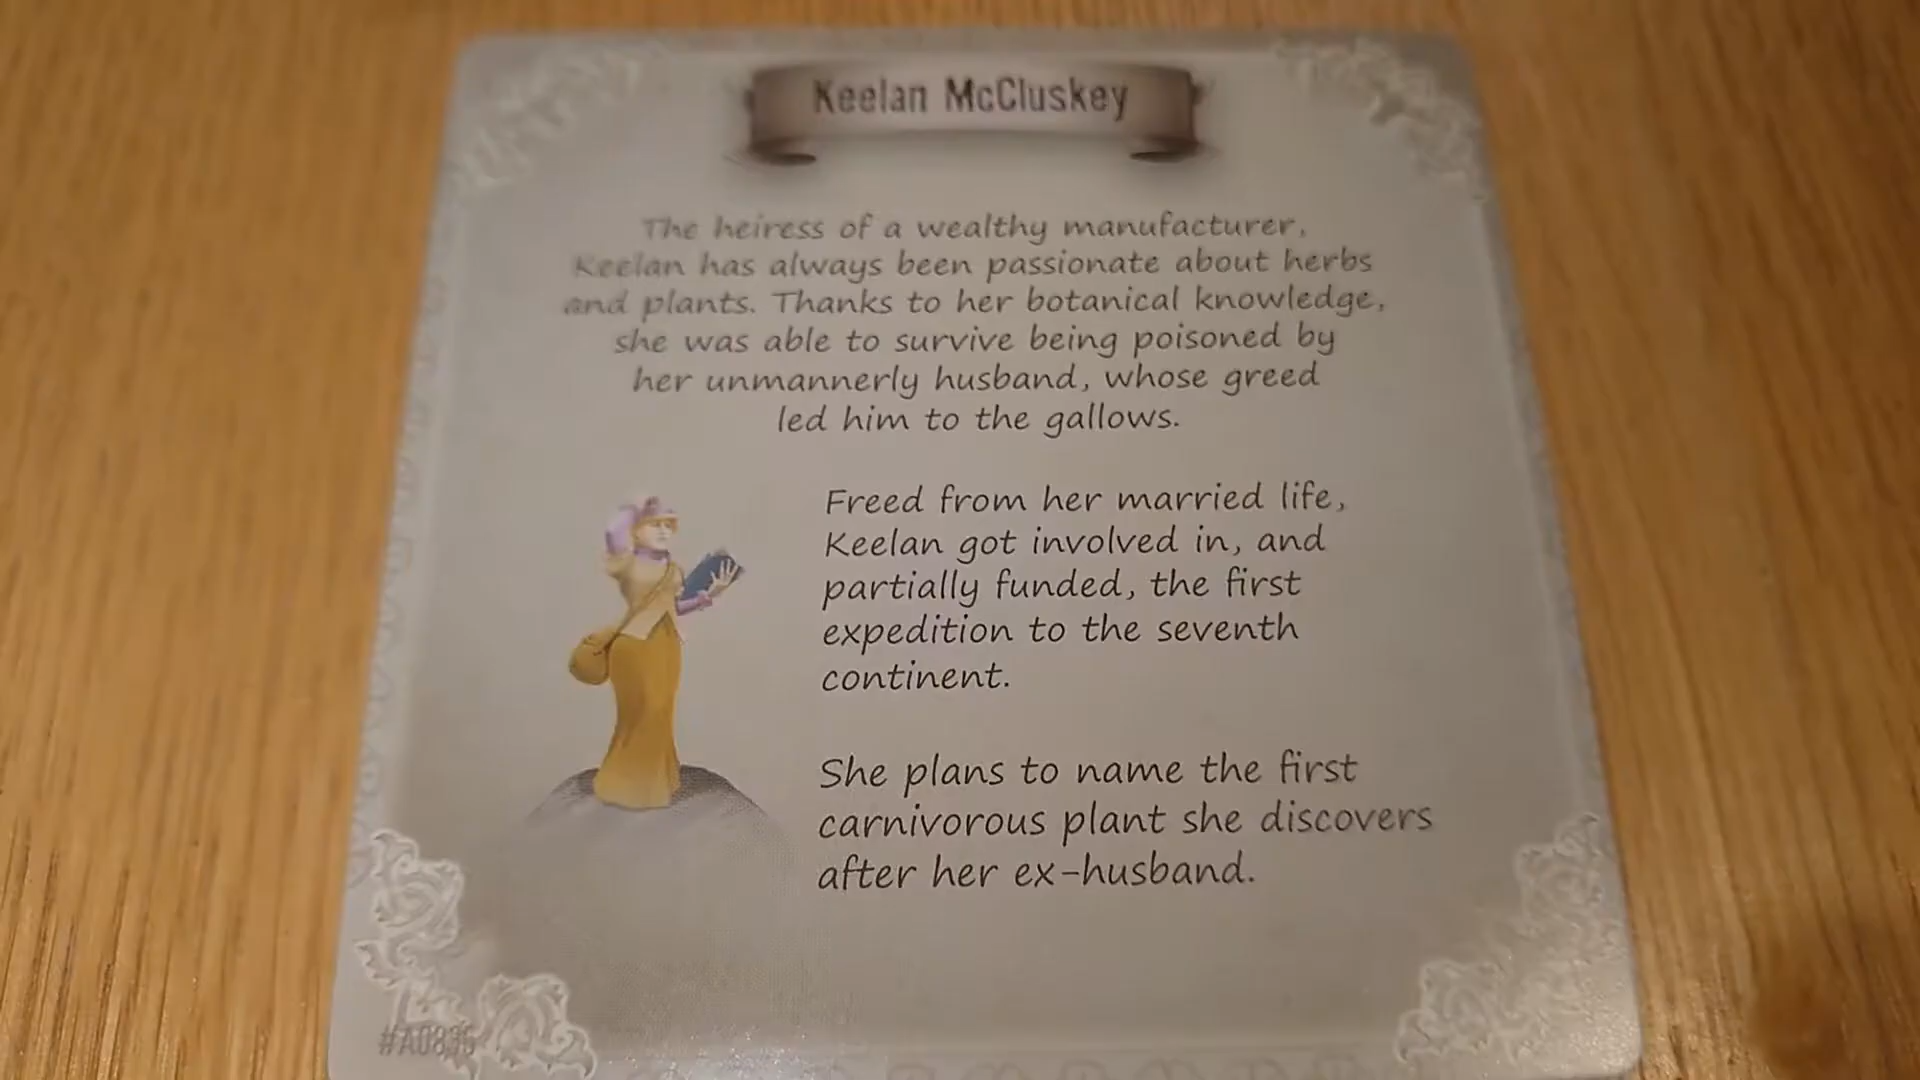 Keelan McCluskey
The heiress of a wealthy manufacturer,
Keelan has always been passionate about herbs
and plants. Thanks to her botanical knowledge,
she was able to survive being poisoned by
her unmannerly husband, whose greed
led him to the gallows.
Freed from her married life,
Keelan got involved in, and
partially funded, the first
expedition to the seventh
continent.
She plans to name the first
carnivorous plant she discovers
after her ex-husband.